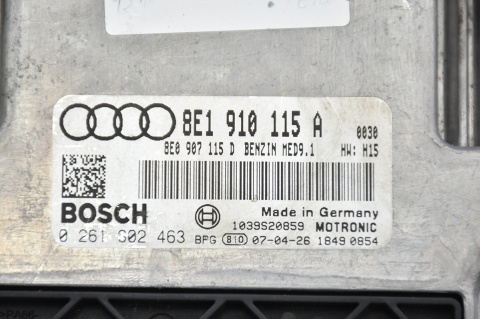 8E1 910 115 A 0030
8E0 907 115 D BENZIN MED9.1 HW: H15
BOSCH
Made in Germany
1039S20859 MOTRONIC
0 261 S02 463 BPG 810 07-04-26 1849 0854